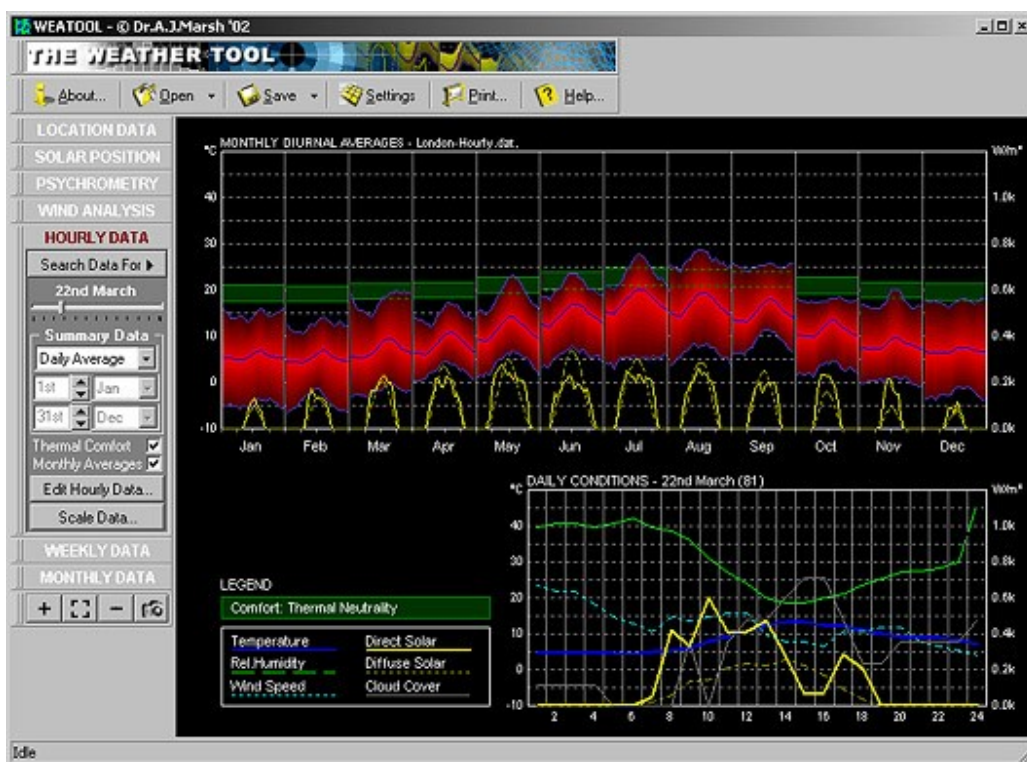 WEATOOL - © Dr.A.J.Marsh '02
THE WEATHER TOOL
About... Open Save Settings Print... Help...
LOCATION DATA
SOLAR POSITION
PSYCHROMETRY
WIND ANALYSIS
HOURLY DATA
Search Data For
22nd March
Summary Data
Daily Average
1st Jan
31st Dec
Thermal Comfort
Monthly Averages
Edit Hourly Data...
Scale Data...
WEEKLY DATA
MONTHLY DATA
°C MONTHLY DIURNAL AVERAGES - London-Hourly.dat. W/m²
40 1.0k
30 0.8k
20 0.6k
10 0.4k
0 0.2k
-10 0.0k
Jan Feb Mar Apr May Jun Jul Aug Sep Oct Nov Dec
°C DAILY CONDITIONS - 22nd March (81) W/m²
40 1.0k
30 0.8k
20 0.6k
10 0.4k
0 0.2k
-10 0.0k
2 4 6 8 10 12 14 16 18 20 22 24
LEGEND
Comfort: Thermal Neutrality
Temperature Direct Solar
Rel.Humidity Diffuse Solar
Wind Speed Cloud Cover
Idle